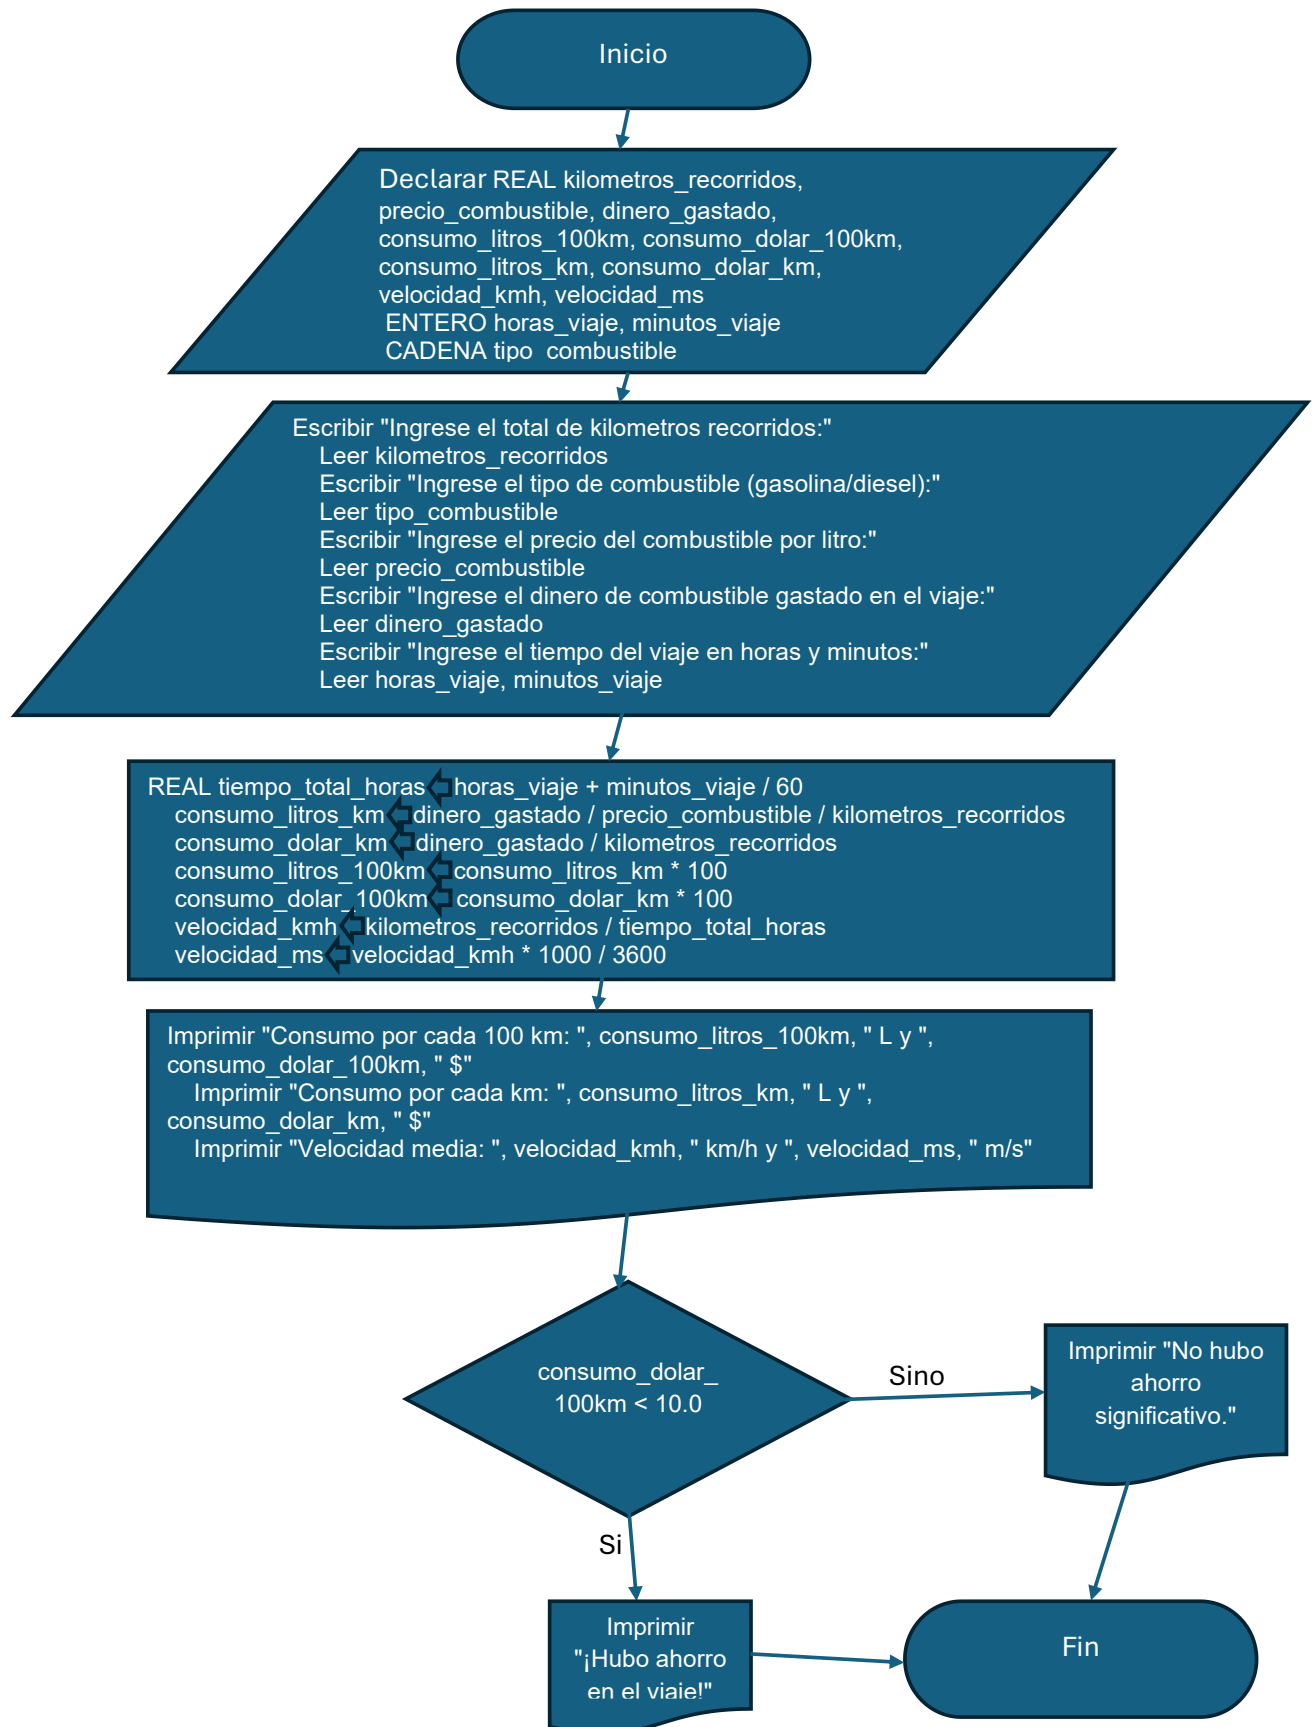 Inicio
Declarar REAL kilometros_recorridos,
precio_combustible, dinero_gastado,
consumo_litros_100km, consumo_dolar_100km,
consumo_litros_km, consumo_dolar_km,
velocidad_kmh, velocidad_ms
ENTERO horas_viaje, minutos_viaje
CADENA tipo_combustible
Escribir "Ingrese el total de kilometros recorridos:"
Leer kilometros_recorridos
Escribir "Ingrese el tipo de combustible (gasolina/diesel):"
Leer tipo_combustible
Escribir "Ingrese el precio del combustible por litro:"
Leer precio_combustible
Escribir "Ingrese el dinero de combustible gastado en el viaje:"
Leer dinero_gastado
Escribir "Ingrese el tiempo del viaje en horas y minutos:"
Leer horas_viaje, minutos_viaje
REAL tiempo_total_horas horas_viaje + minutos_viaje / 60
consumo_litros_km dinero_gastado / precio_combustible / kilometros_recorridos
consumo_dolar_km dinero_gastado / kilometros_recorridos
consumo_litros_100km consumo_litros_km * 100
consumo_dolar_100km consumo_dolar_km * 100
velocidad_kmh kilometros_recorridos / tiempo_total_horas
velocidad_ms velocidad_kmh * 1000 / 3600
Imprimir "Consumo por cada 100 km: ", consumo_litros_100km, " L y ",
consumo_dolar_100km, " $"
Imprimir "Consumo por cada km: ", consumo_litros_km, " L y ",
consumo_dolar_km, " $"
Imprimir "Velocidad media: ", velocidad_kmh, " km/h y ", velocidad_ms, " m/s"
consumo_dolar_
100km < 10.0
Sino
Imprimir "No hubo
ahorro
significativo."
Si
Imprimir
"¡Hubo ahorro
en el viaje!"
Fin